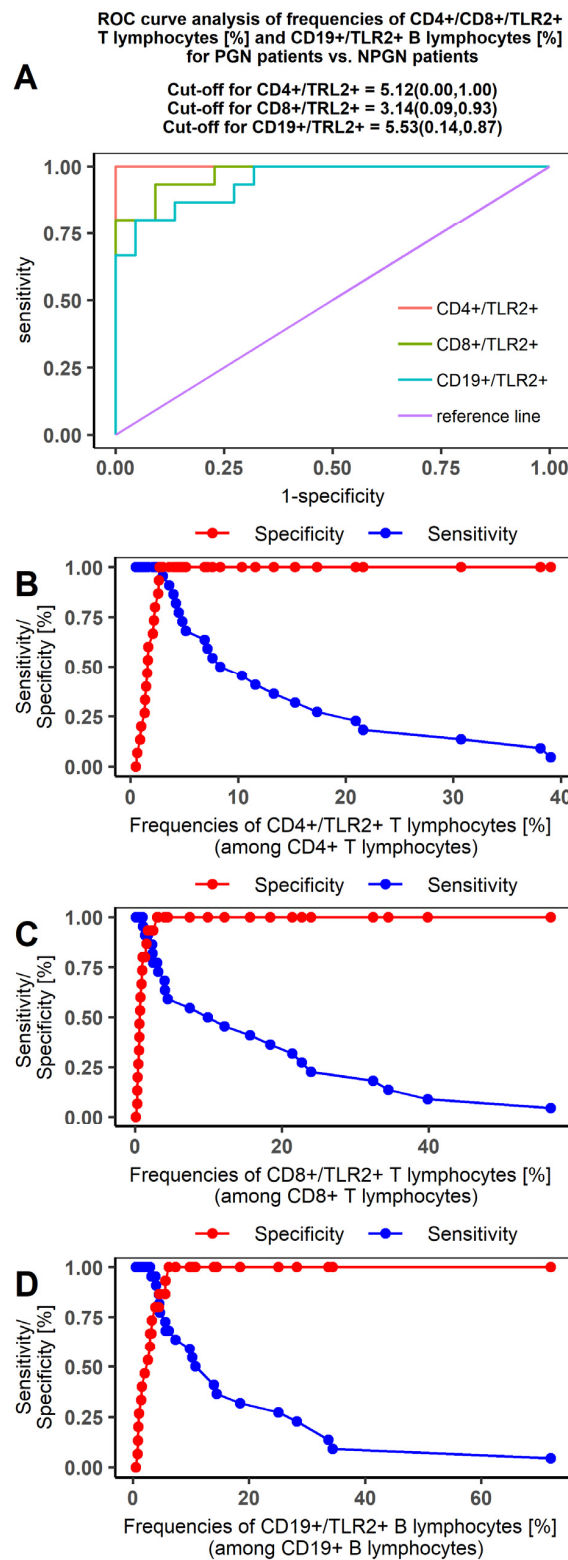 ROC curve analysis of frequencies of CD4+/CD8+/TLR2+
T lymphocytes [%] and CD19+/TLR2+ B lymphocytes [%]
for PGN patients vs. NPGN patients
A
Cut-off for CD4+/TRL2+ = 5.12(0.00,1.00)
Cut-off for CD8+/TRL2+ = 3.14(0.09,0.93)
Cut-off for CD19+/TRL2+ = 5.53(0.14,0.87)
1.00
0.75
0.50
0.25
0.00
sensitivity
CD4+/TLR2+
CD8+/TLR2+
CD19+/TLR2+
reference line
0.00 0.25 0.50 0.75 1.00
1-specificity
Specificity Sensitivity
B
1.00
0.75
0.50
0.25
0.00
Sensitivity/
Specificity [%]
0 10 20 30 40
Frequencies of CD4+/TLR2+ T lymphocytes [%]
(among CD4+ T lymphocytes)
Specificity Sensitivity
C
1.00
0.75
0.50
0.25
0.00
Sensitivity/
Specificity [%]
0 20 40
Frequencies of CD8+/TLR2+ T lymphocytes [%]
(among CD8+ T lymphocytes)
Specificity Sensitivity
D
1.00
0.75
0.50
0.25
0.00
Sensitivity/
Specificity [%]
0 20 40 60
Frequencies of CD19+/TLR2+ B lymphocytes [%]
(among CD19+ B lymphocytes)